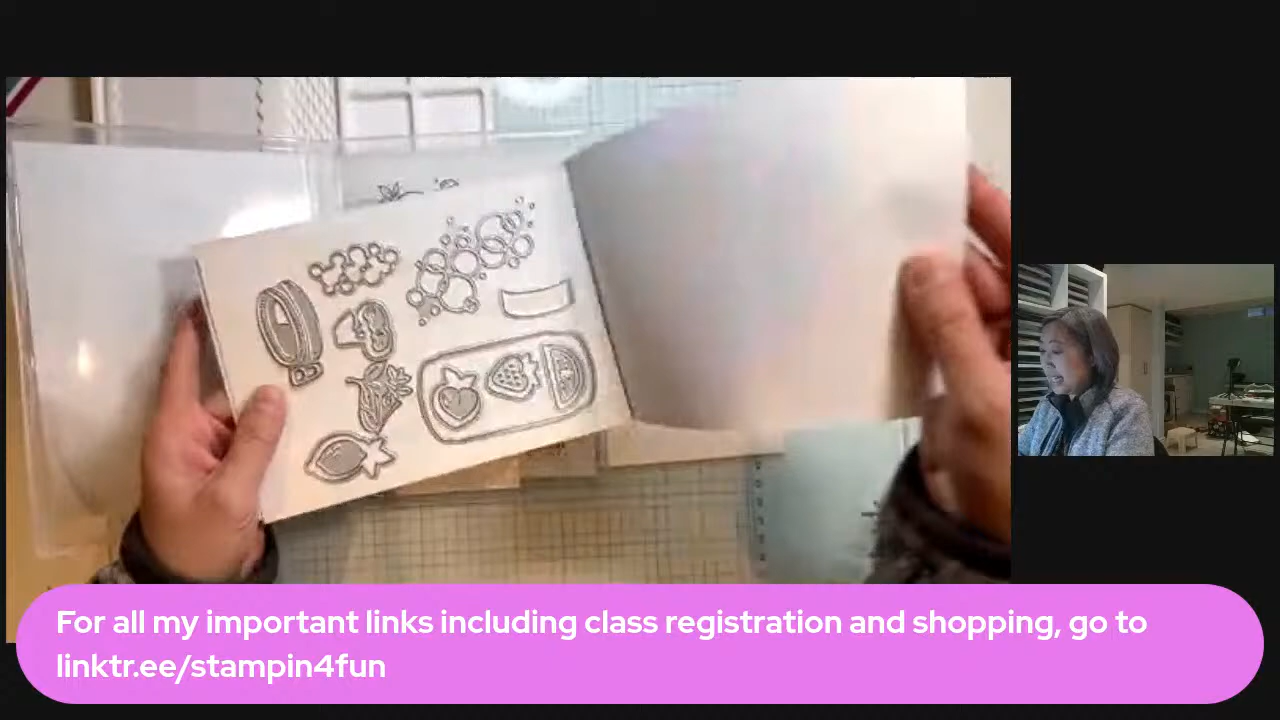 For all my important links including class registration and shopping, go to
linktr.ee/stampin4fun